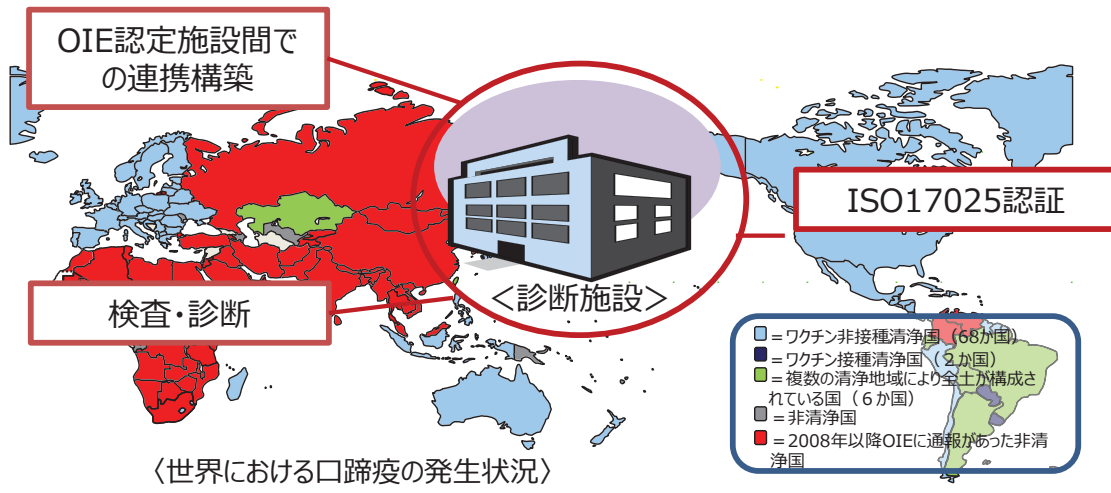 OIE認定施設間で
の連携構築
ISO17025認証
<診断施設>
検査・診断
=ワクチン非接種清浄国（68か国）
=ワクチン接種清浄国（２か国）
=複数の清浄地域により全土が構成さ
れている国（６か国）
=非清浄国
=2008年以降OIEに通報があった非清
浄国
〈世界における口蹄疫の発生状況〉